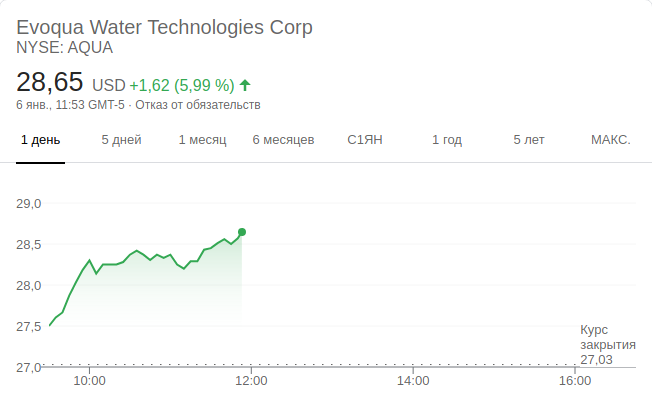 Evoqua Water Technologies Corp
NYSE: AQUA
28,65 USD +1,62 (5,99 %)
6 янв., 11:53 GMT-5 · Отказ от обязательств
1 день 5 дней 1 месяц 6 месяцев С1ЯН 1 год 5 лет МАКС.
29,0
28,5
28,0
27,5
27,0
Курс
закрытия
27,03
10:00 12:00 14:00 16:00